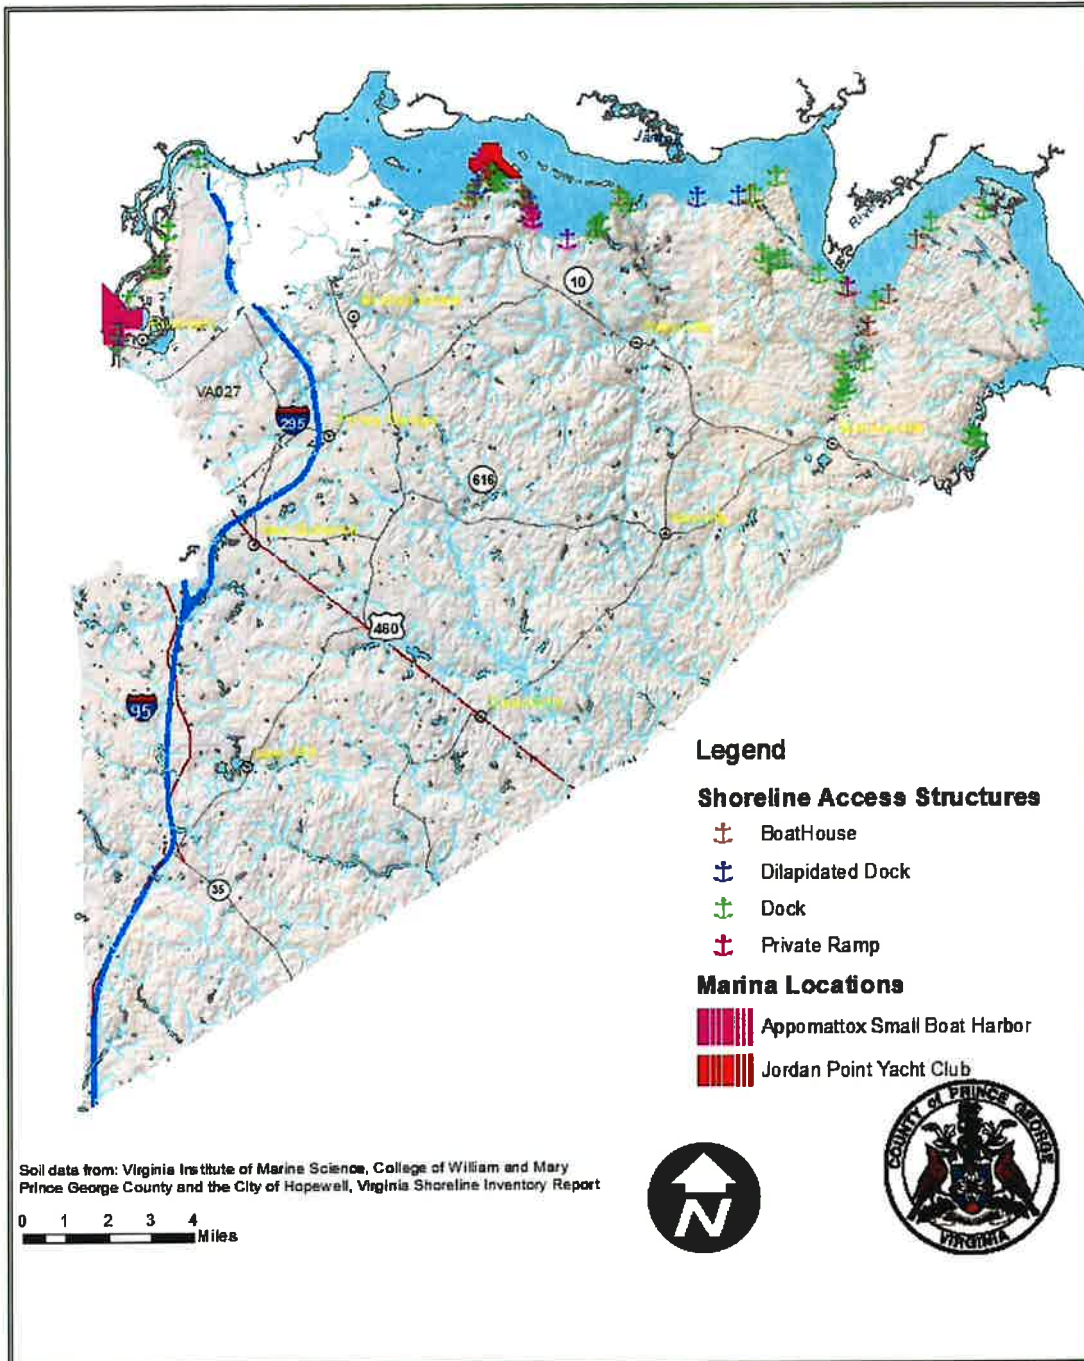 James
River
10
VA027
295
616
460
95
35
Legend
Shoreline Access Structures
BoatHouse
Dilapidated Dock
Dock
Private Ramp
Marina Locations
Appomattox Small Boat Harbor
Jordan Point Yacht Club
Soil data from: Virginia Institute of Marine Science, College of William and Mary
Prince George County and the City of Hopewell, Virginia Shoreline Inventory Report
0 1 2 3 4
Miles
N
COUNTY of PRINCE GEORGE
VIRGINIA